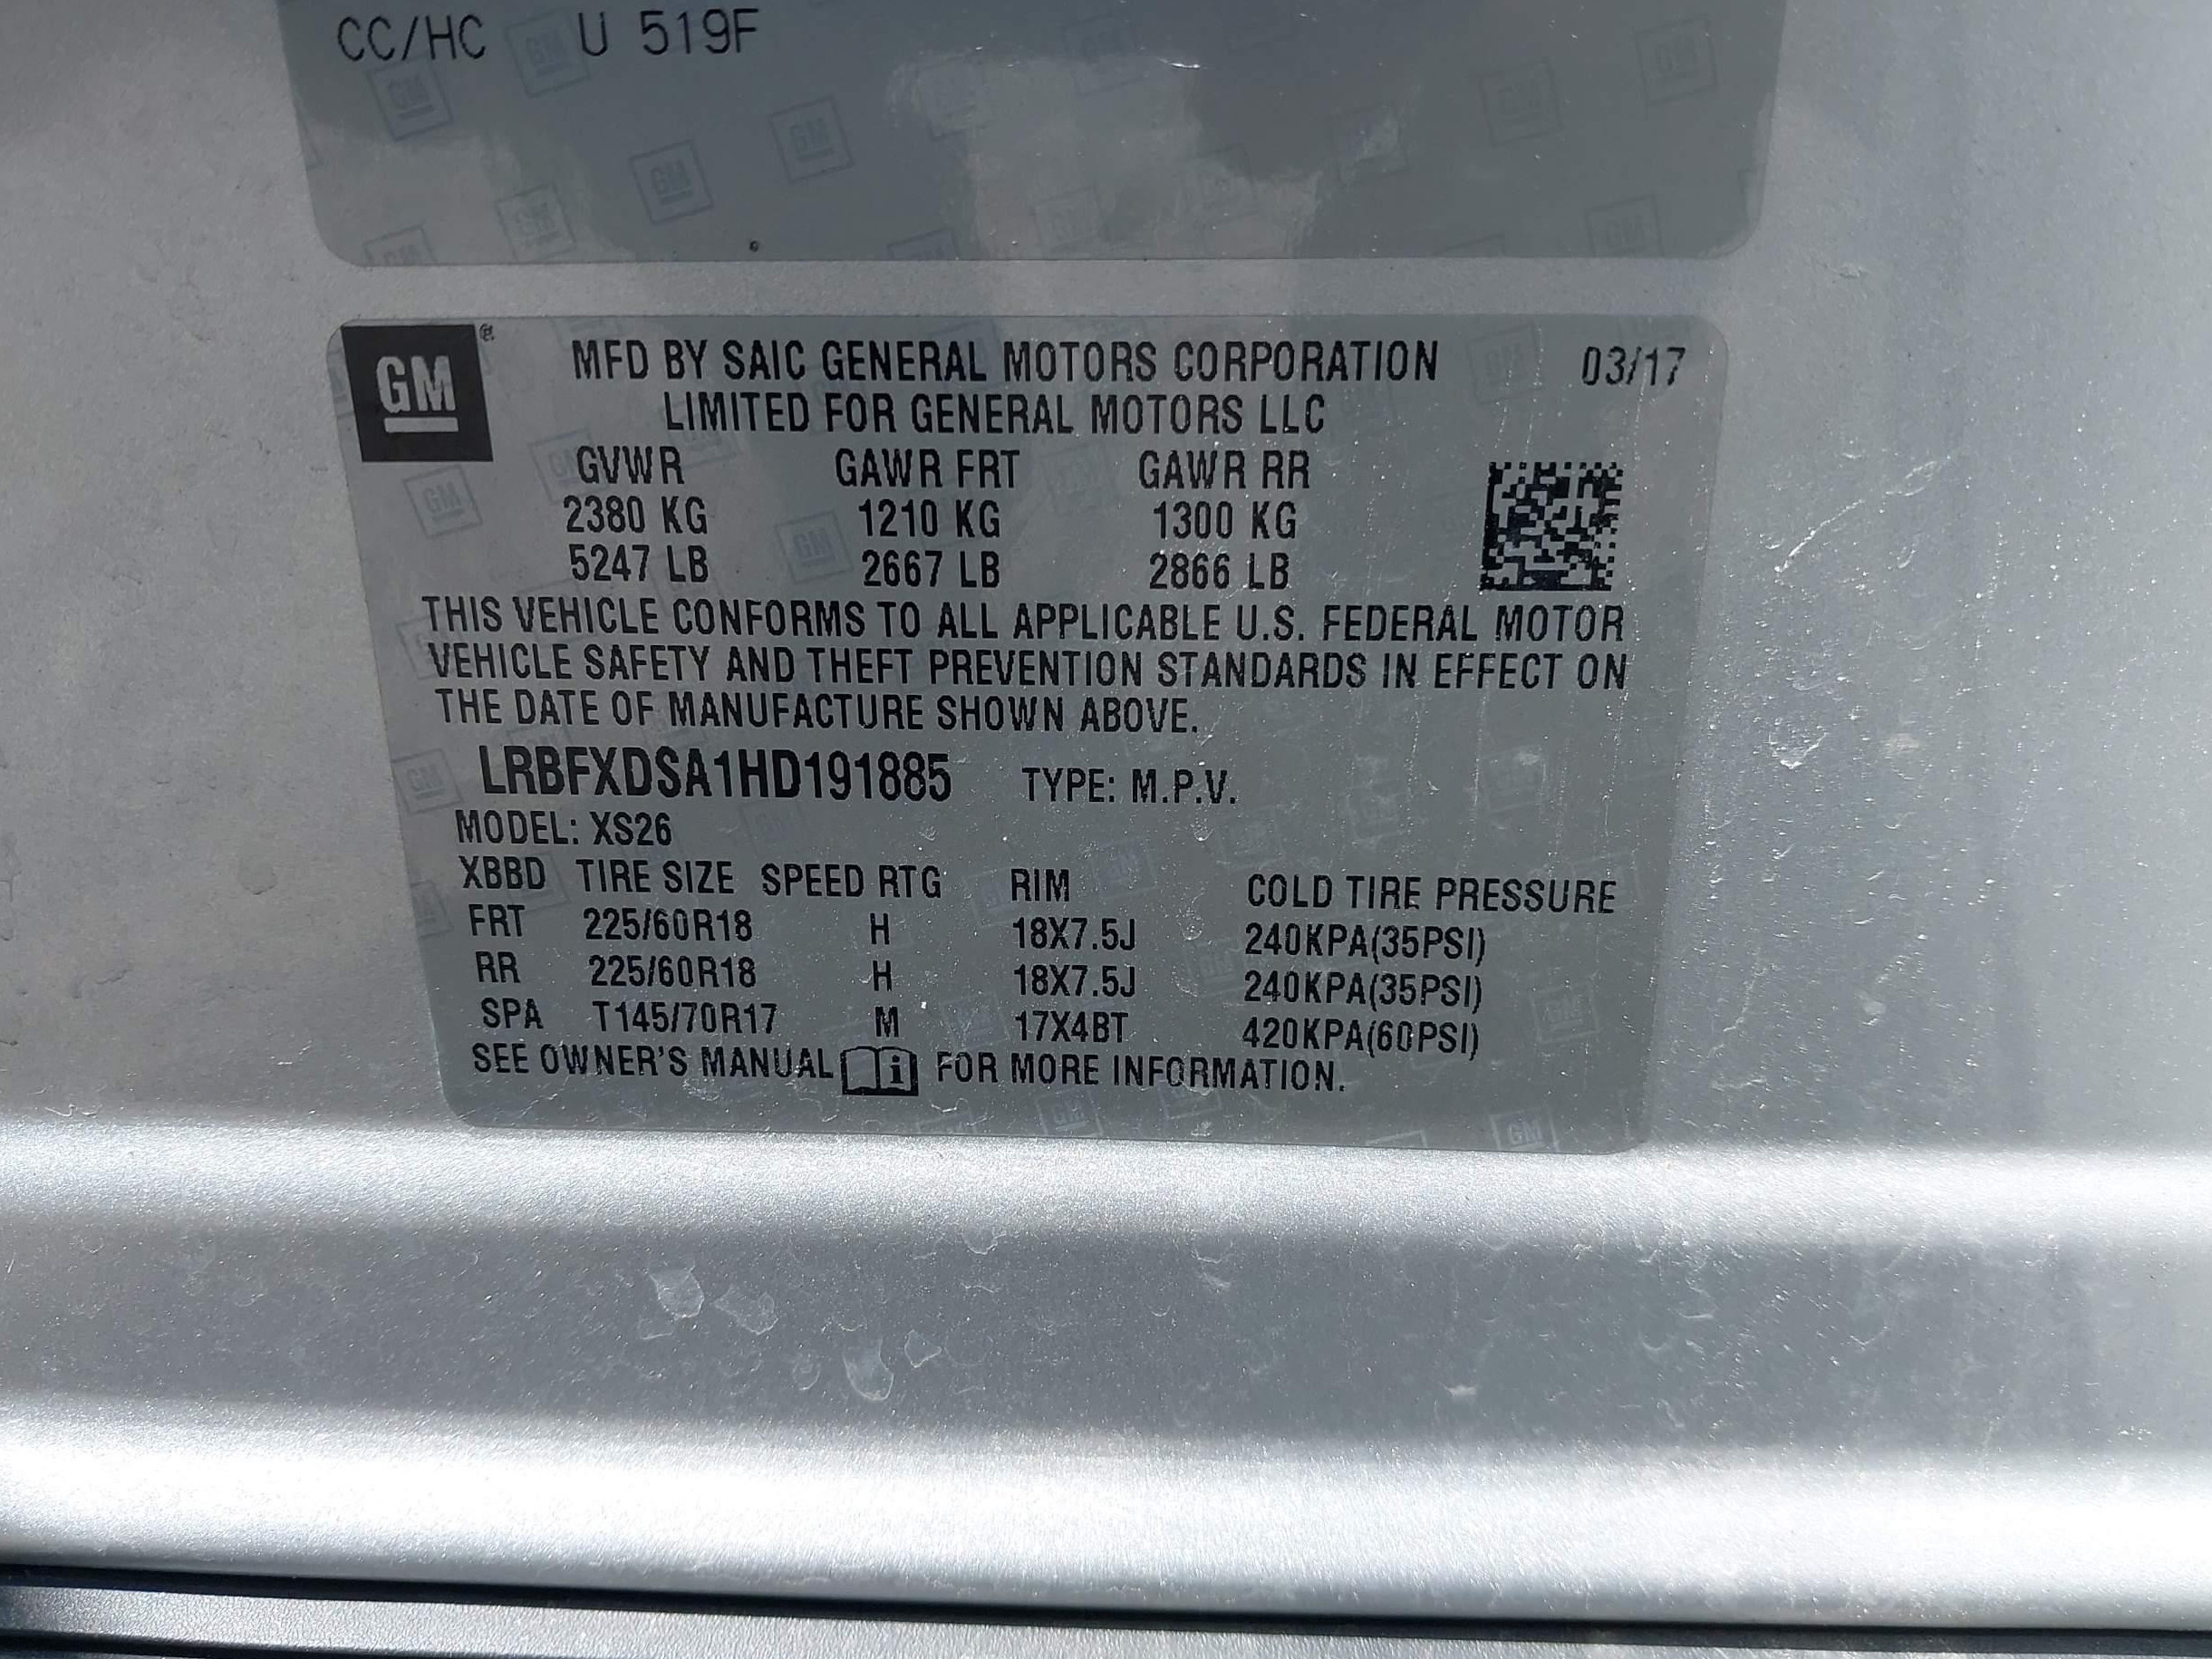 CC/HC U 519F
GM
MFD BY SAIC GENERAL MOTORS CORPORATION 03/17
LIMITED FOR GENERAL MOTORS LLC
GVWR GAWR FRT GAWR RR
2380 KG 1210 KG 1300 KG
5247 LB 2667 LB 2866 LB
THIS VEHICLE CONFORMS TO ALL APPLICABLE U.S. FEDERAL MOTOR
VEHICLE SAFETY AND THEFT PREVENTION STANDARDS IN EFFECT ON
THE DATE OF MANUFACTURE SHOWN ABOVE.
LRBFXDSA1HD191885 TYPE: M.P.V.
MODEL: XS26
XBBD TIRE SIZE SPEED RTG RIM COLD TIRE PRESSURE
FRT 225/60R18 H 18X7.5J 240KPA(35PSI)
RR 225/60R18 H 18X7.5J 240KPA(35PSI)
SPA T145/70R17 M 17X4BT 420KPA(60PSI)
SEE OWNER'S MANUAL FOR MORE INFORMATION.